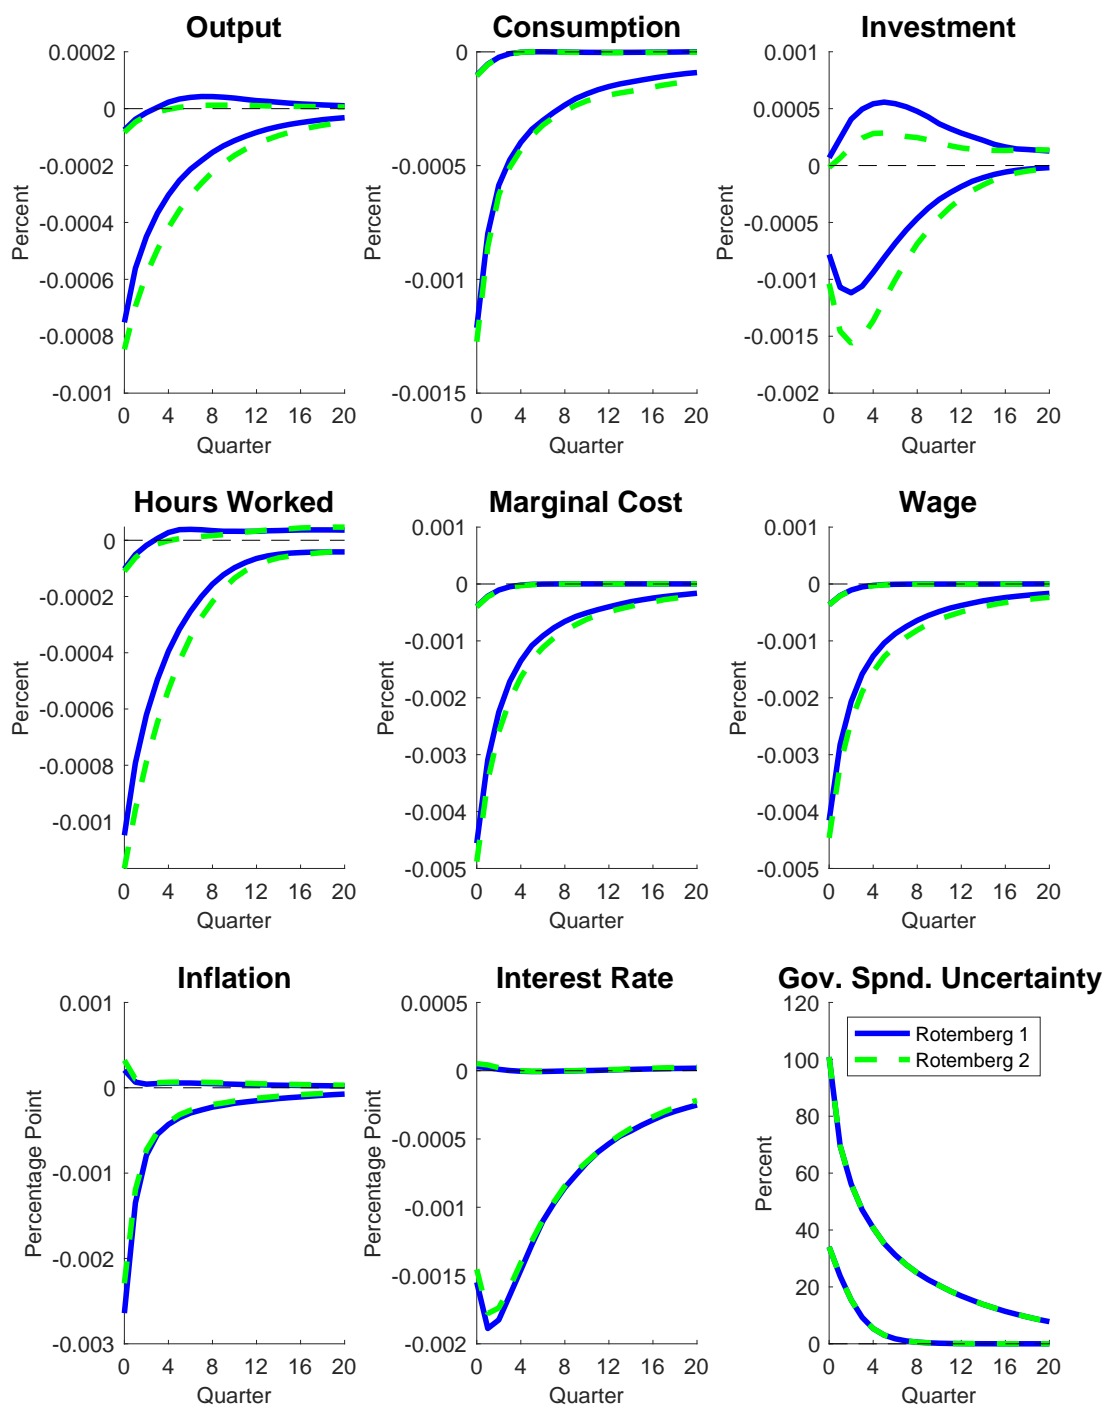 Output
Consumption
Investment
0.0002
0
-0.0002
-0.0004
-0.0006
-0.0008
-0.001
Percent
0 4 8 12 16 20
Quarter
0
-0.0005
-0.001
-0.0015
Percent
0 4 8 12 16 20
Quarter
0.001
0.0005
0
-0.0005
-0.001
-0.0015
-0.002
Percent
0 4 8 12 16 20
Quarter
Hours Worked
Marginal Cost
Wage
0
-0.0002
-0.0004
-0.0006
-0.0008
-0.001
Percent
0 4 8 12 16 20
Quarter
0.001
0
-0.001
-0.002
-0.003
-0.004
-0.005
Percent
0 4 8 12 16 20
Quarter
0.001
0
-0.001
-0.002
-0.003
-0.004
-0.005
Percent
0 4 8 12 16 20
Quarter
Inflation
Interest Rate
Gov. Spnd. Uncertainty
0.001
0
-0.001
-0.002
-0.003
Percentage Point
0 4 8 12 16 20
Quarter
0.0005
0
-0.0005
-0.001
-0.0015
-0.002
Percentage Point
0 4 8 12 16 20
Quarter
120
100
80
60
40
20
0
Percent
Rotemberg 1
Rotemberg 2
0 4 8 12 16 20
Quarter